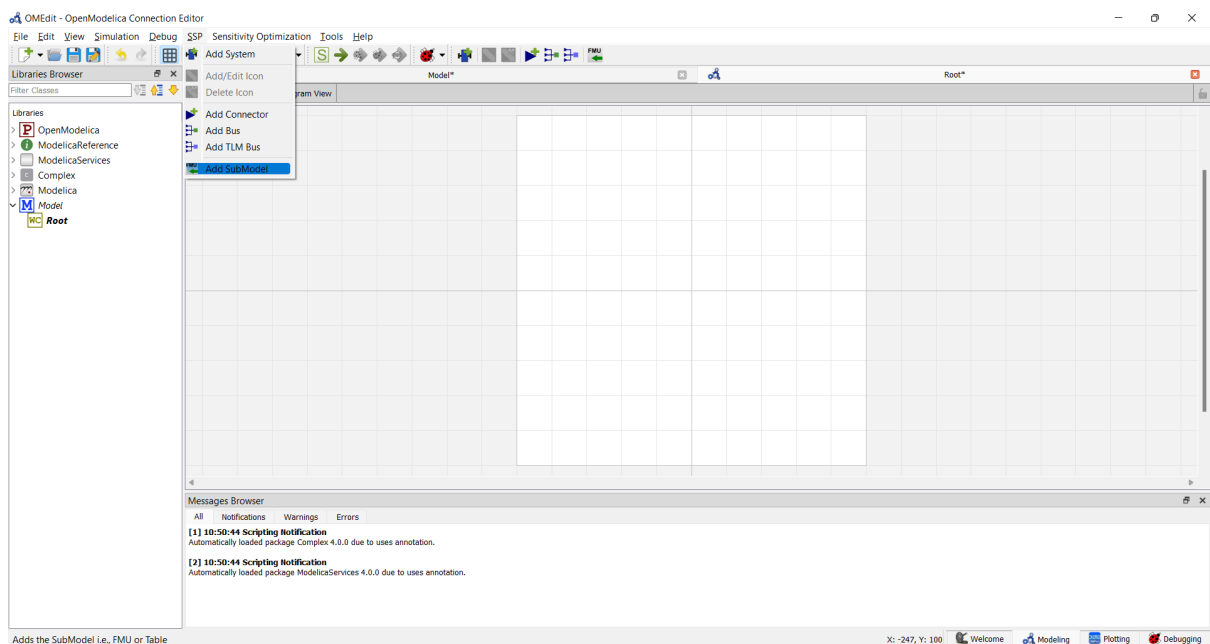 OMEdit - OpenModelica Connection Editor
File Edit View Simulation Debug SSP Sensitivity Optimization Tools Help
S FMU
Add System
Add/Edit Icon
Delete Icon
Add Connector
Add Bus
Add TLM Bus
FMU Add SubModel
Libraries Browser
Filter Classes
Libraries
P OpenModelica
i ModelicaReference
ModelicaServices
C Complex
Modelica
M Model
WC Root
Model* Root*
gram View
Messages Browser
All Notifications Warnings Errors
[1] 10:50:44 Scripting Notification
Automatically loaded package Complex 4.0.0 due to uses annotation.
[2] 10:50:44 Scripting Notification
Automatically loaded package ModelicaServices 4.0.0 due to uses annotation.
Adds the SubModel i.e., FMU or Table
X: -247, Y: 100 Welcome Modeling Plotting Debugging